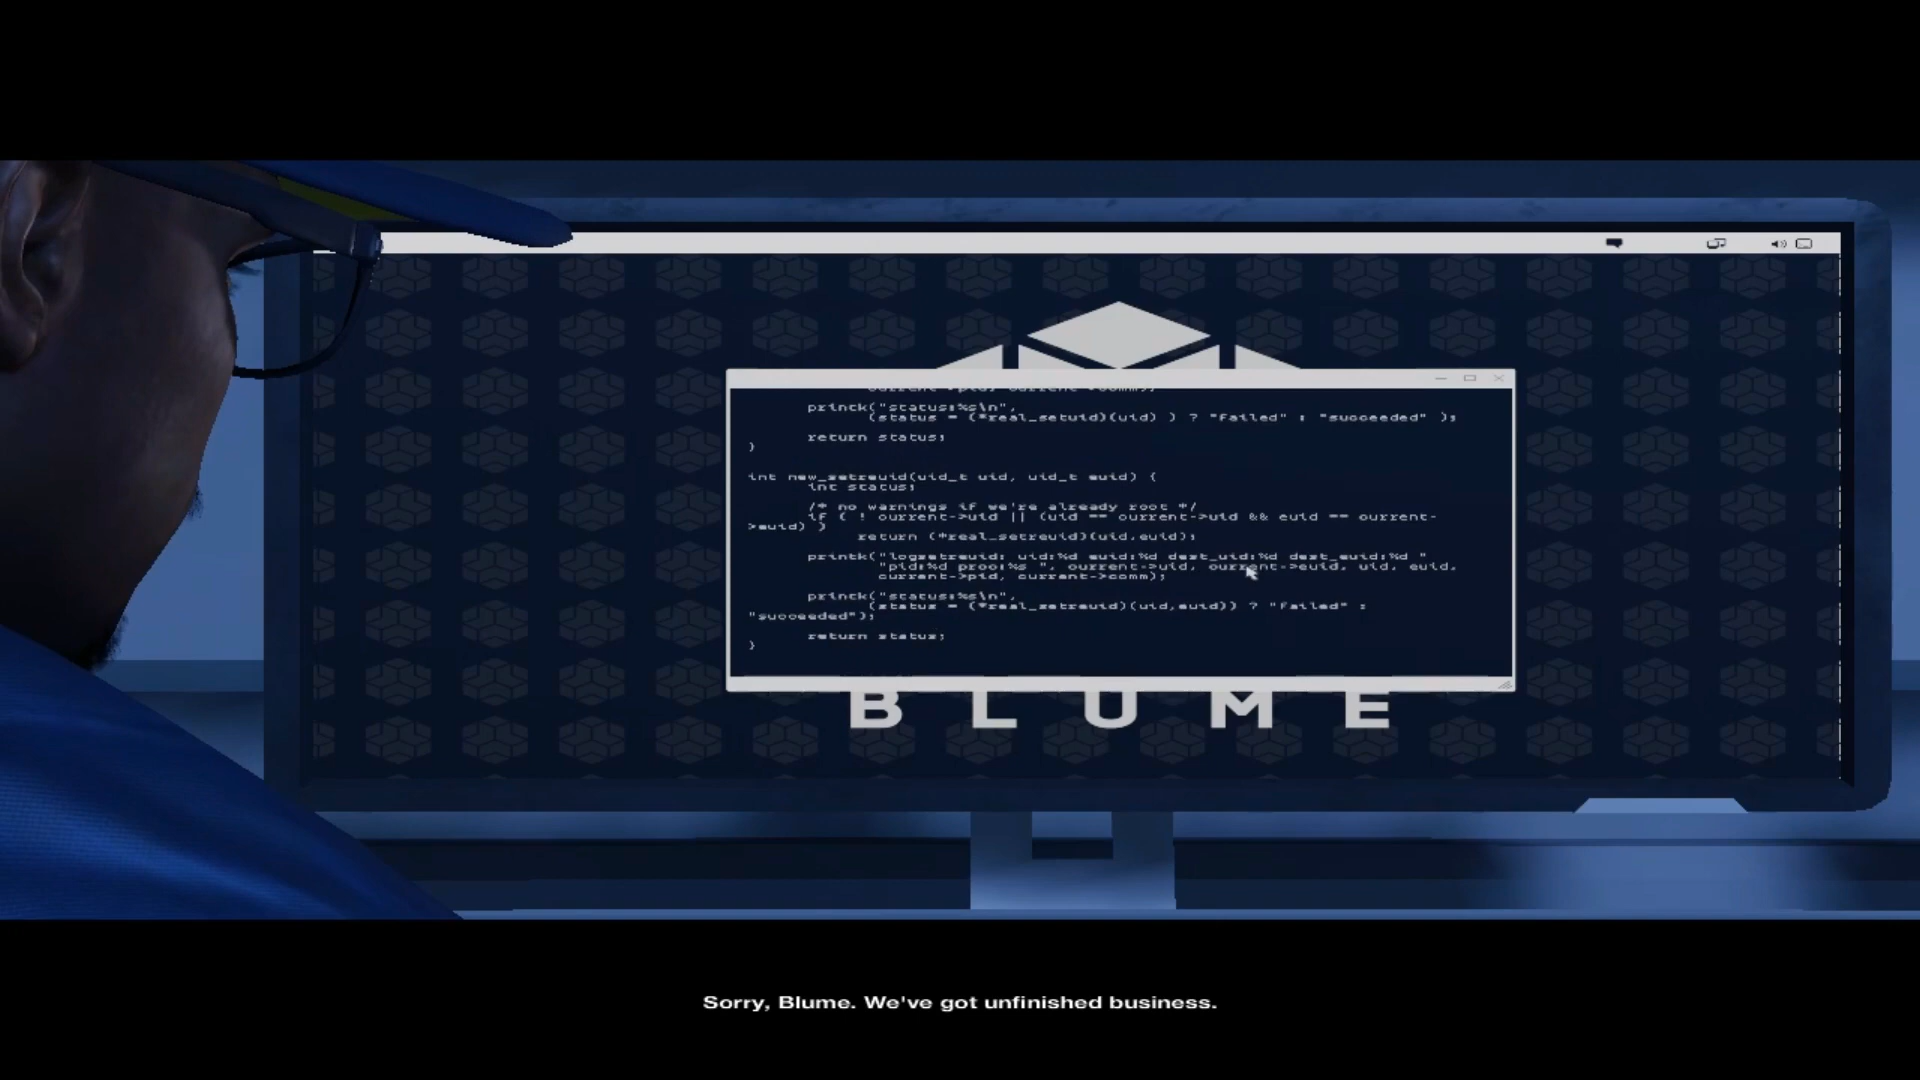 printk("status:%s\n",
(status = (*real_setuid)(uid) ) ? "failed" : "succeeded" );
return status;
}
int new_setreuid(uid_t uid, uid_t euid) {
int status;
/* no warnings if we're already root */
if ( ! current->uid || (uid == current->uid && euid == current-
>euid) )
return (*real_setreuid)(uid,euid);
printk("logsetreuid: uid:%d euid:%d dest_uid:%d dest_euid:%d "
"pid:%d proc:%s ", current->uid, current->euid, uid, euid,
current->pid, current->comm);
printk("status:%s\n",
(status = (*real_setreuid)(uid,euid)) ? "failed" :
"succeeded");
return status;
}
BLUME
Sorry, Blume. We've got unfinished business.